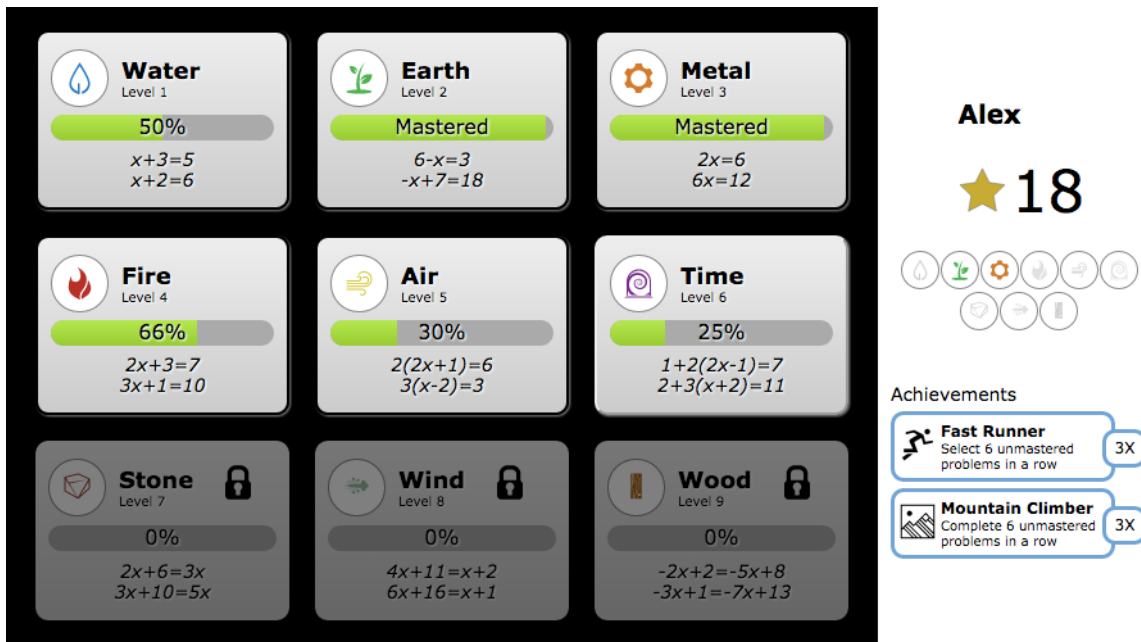 Water
Level 1
50%
x+3=5
x+2=6
Earth
Level 2
Mastered
6-x=3
-x+7=18
Metal
Level 3
Mastered
2x=6
6x=12
Fire
Level 4
66%
2x+3=7
3x+1=10
Air
Level 5
30%
2(2x+1)=6
3(x-2)=3
Time
Level 6
25%
1+2(2x-1)=7
2+3(x+2)=11
Stone
Level 7
0%
2x+6=3x
3x+10=5x
Wind
Level 8
0%
4x+11=x+2
6x+16=x+1
Wood
Level 9
0%
-2x+2=-5x+8
-3x+1=-7x+13
Alex
18
Achievements
Fast Runner
Select 6 unmastered
problems in a row
3X
Mountain Climber
Complete 6 unmastered
problems in a row
3X